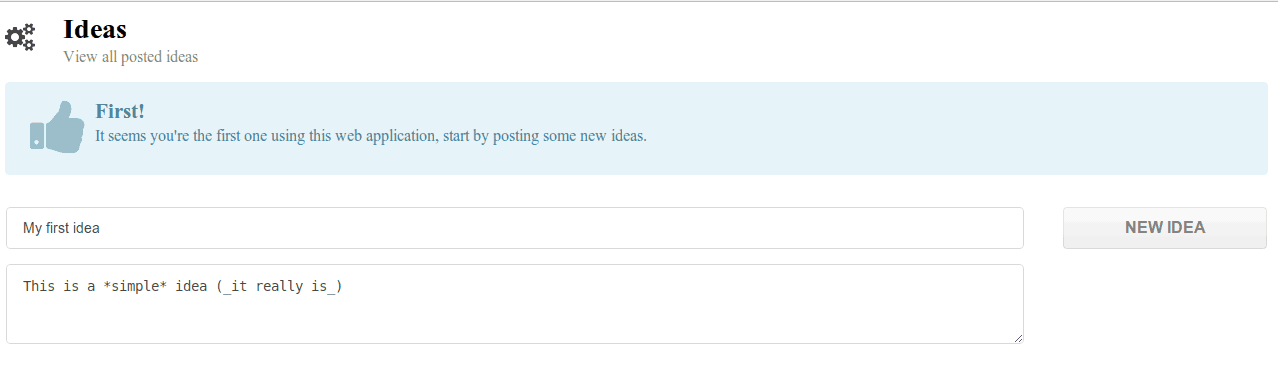 Ideas
View all posted ideas
First!
It seems you're the first one using this web application, start by posting some new ideas.
My first idea
NEW IDEA
This is a *simple* idea (_it really is_)